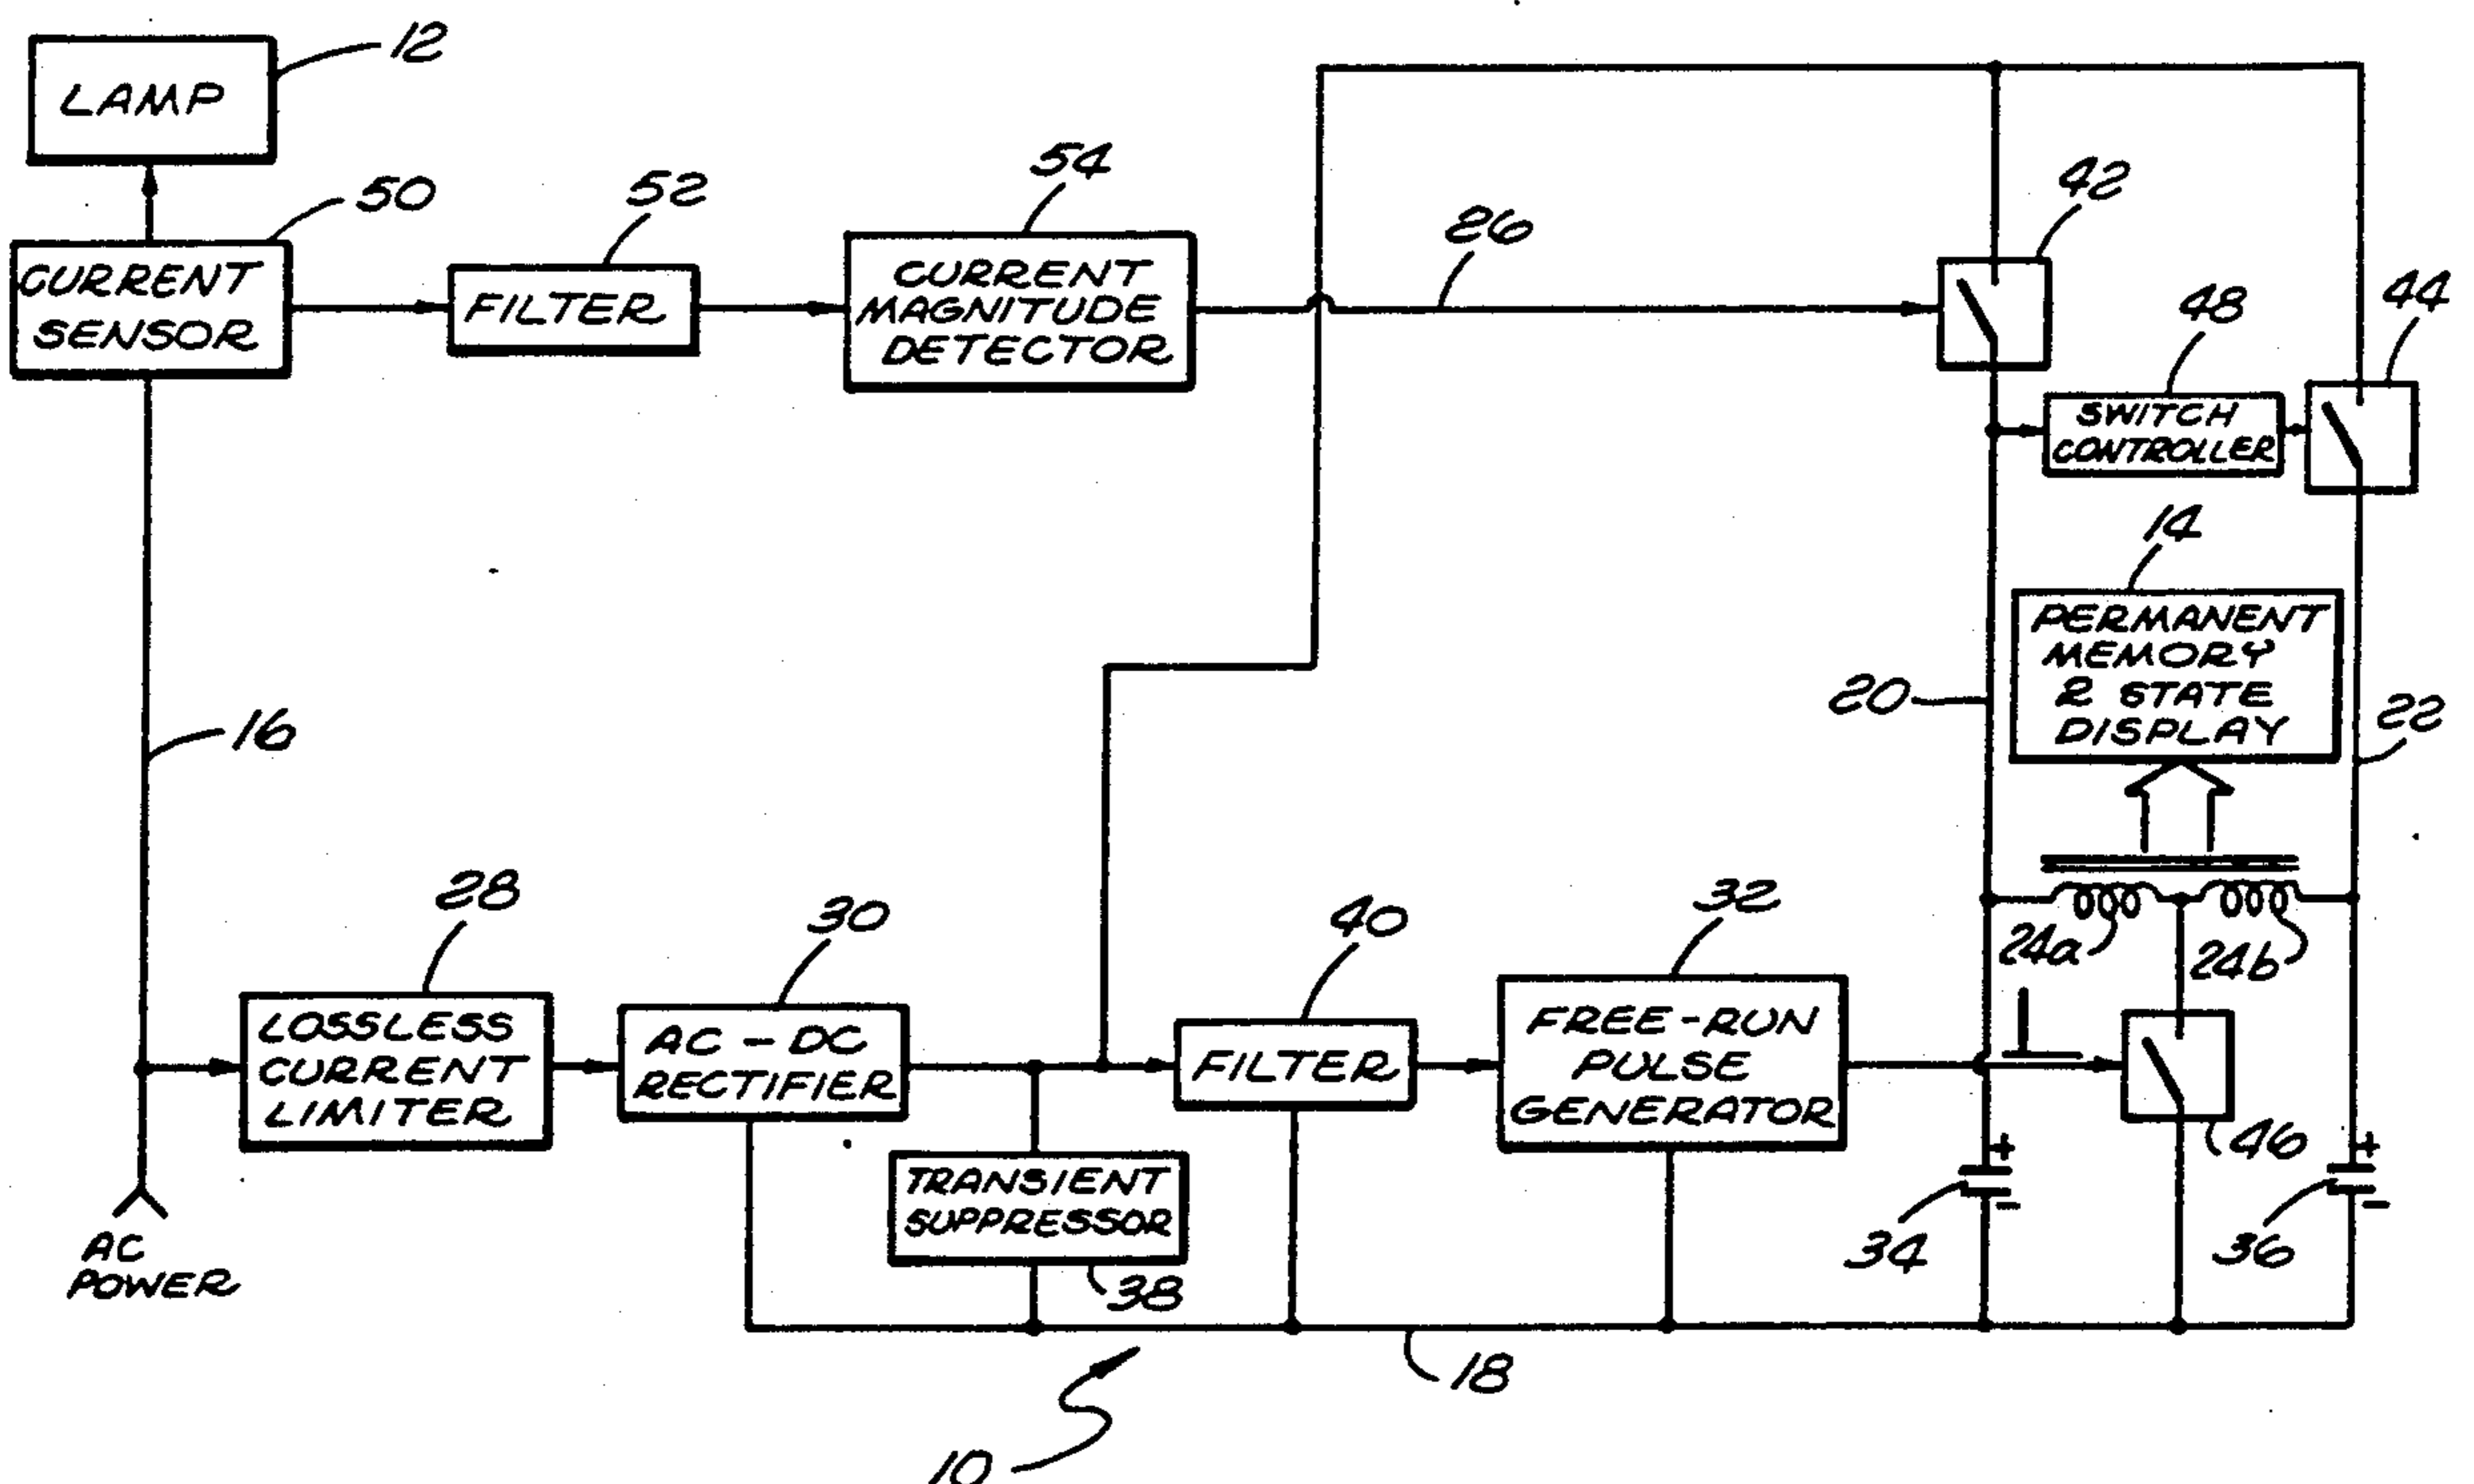 LAMP
12
CURRENT
SENSOR
50
FILTER
52
CURRENT
MAGNITUDE
DETECTOR
54
26
42
SWITCH
CONTROLLER
48
44
PERMANENT
MEMORY
2 STATE
DISPLAY
14
20
22
16
24a
24b
LOSSLESS
CURRENT
LIMITER
28
AC - DC
RECTIFIER
30
FILTER
40
FREE-RUN
PULSE
GENERATOR
32
TRANSIENT
SUPPRESSOR
38
+
-
34
46
+
-
36
AC
POWER
18
10